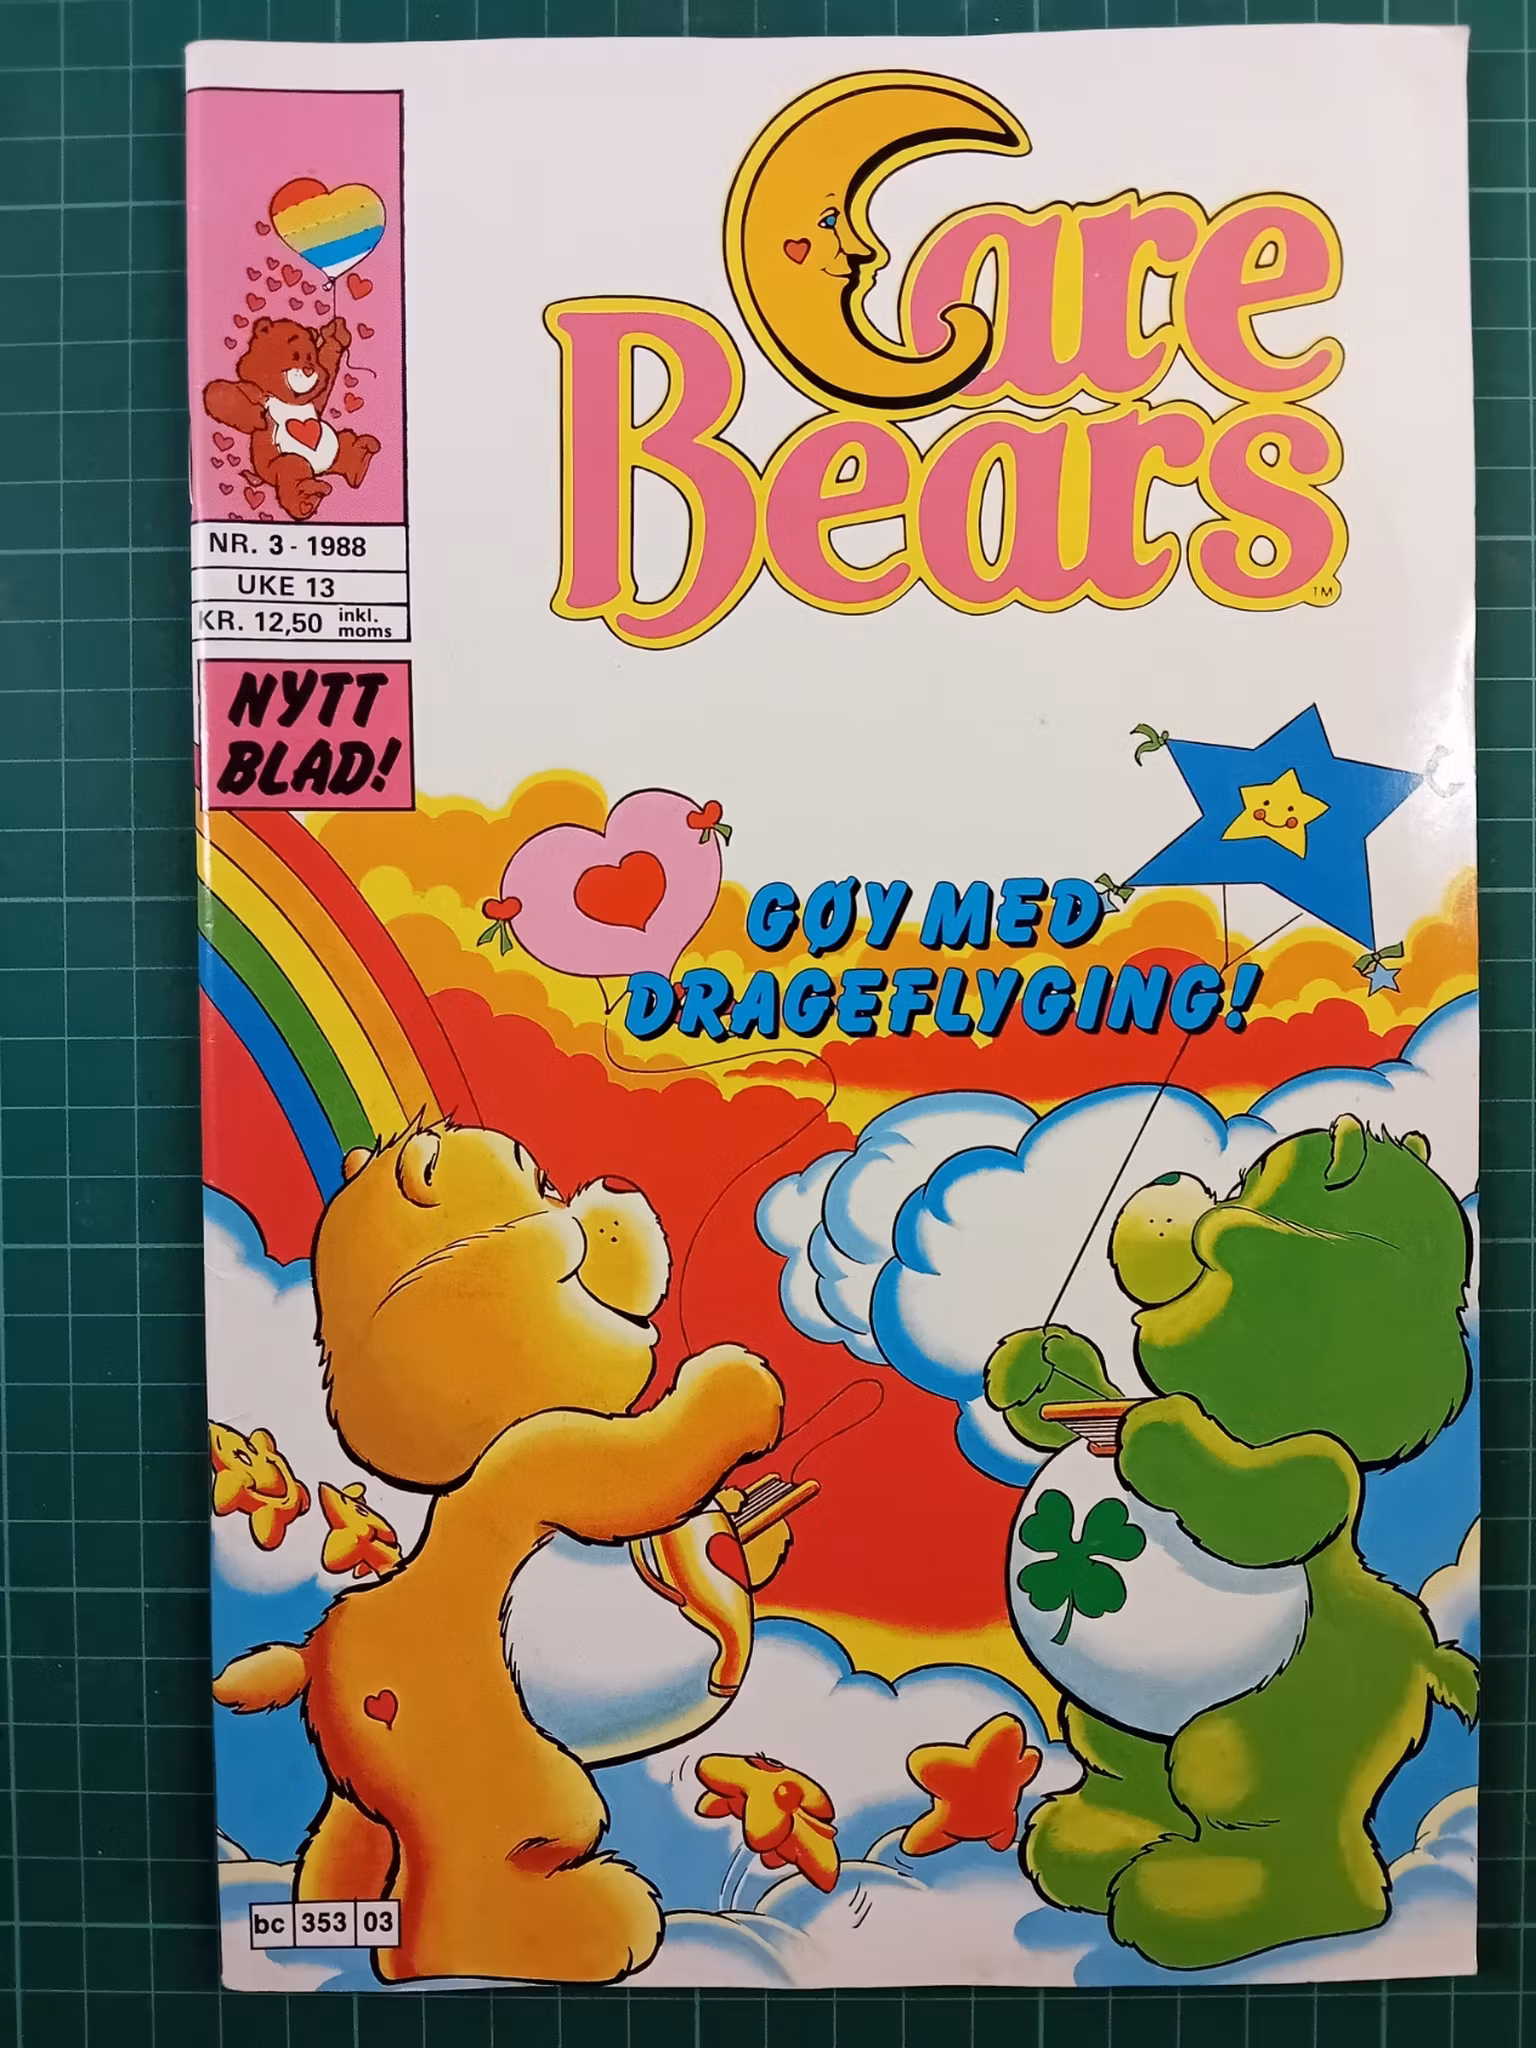 Care
Bears
TM
NR. 3 - 1988
UKE 13
KR. 12,50 inkl. moms
NYTT
BLAD!
GØY MED
DRAGEFLYGING!
bc 353 03